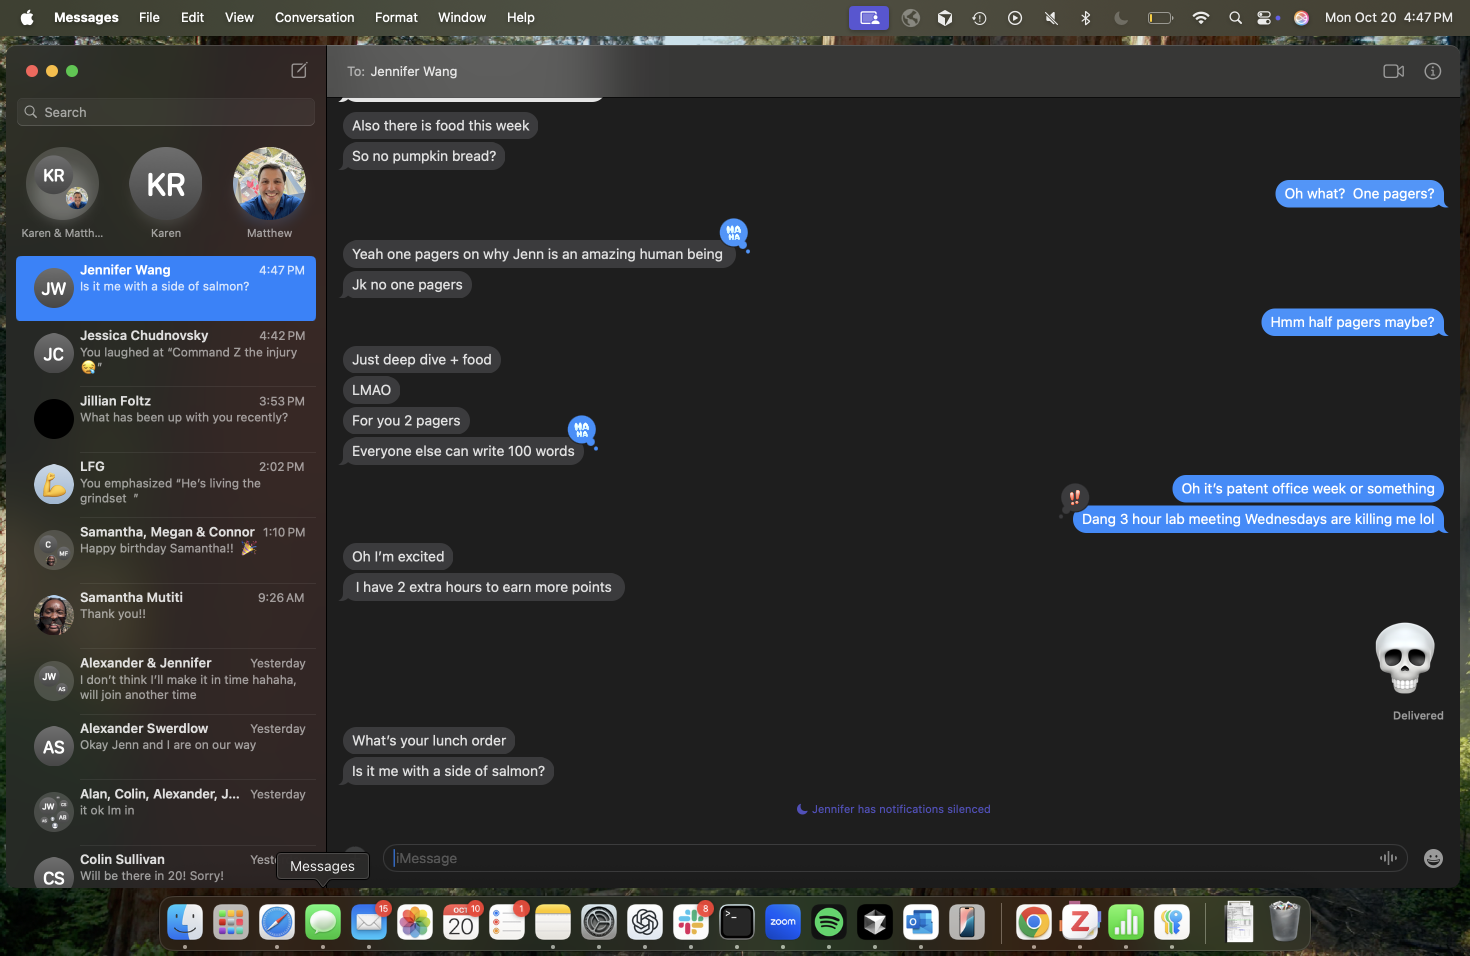 Messages File Edit View Conversation Format Window Help Mon Oct 20 4:47 PM
Search
KR
KR
Karen & Matth...
Karen
Matthew
JW
Jennifer Wang 4:47 PM
Is it me with a side of salmon?
JC
Jessica Chudnovsky 4:42 PM
You laughed at “Command Z the injury
😪”
Jillian Foltz 3:53 PM
What has been up with you recently?
LFG 2:02 PM
You emphasized “He’s living the
grindset ”
C
MF
Samantha, Megan & Connor 1:10 PM
Happy birthday Samantha!! 🎉
Samantha Mutiti 9:26 AM
Thank you!!
JW
AS
Alexander & Jennifer Yesterday
I don’t think I’ll make it in time hahaha,
will join another time
AS
Alexander Swerdlow Yesterday
Okay Jenn and I are on our way
JW
AB
Alan, Colin, Alexander, J... Yesterday
it ok Im in
CS
Colin Sullivan Yest
Will be there in 20! Sorry!
To: Jennifer Wang
Also there is food this week
So no pumpkin bread?
Oh what?  One pagers?
HA HA
Yeah one pagers on why Jenn is an amazing human being
Jk no one pagers
Hmm half pagers maybe?
Just deep dive + food
LMAO
For you 2 pagers
HA HA
Everyone else can write 100 words
Oh it’s patent office week or something
‼️
Dang 3 hour lab meeting Wednesdays are killing me lol
Oh I’m excited
I have 2 extra hours to earn more points
💀
Delivered
What’s your lunch order
Is it me with a side of salmon?
Jennifer has notifications silenced
iMessage
Messages
15
OCT 10
20
1
8
>_
zoom
Z